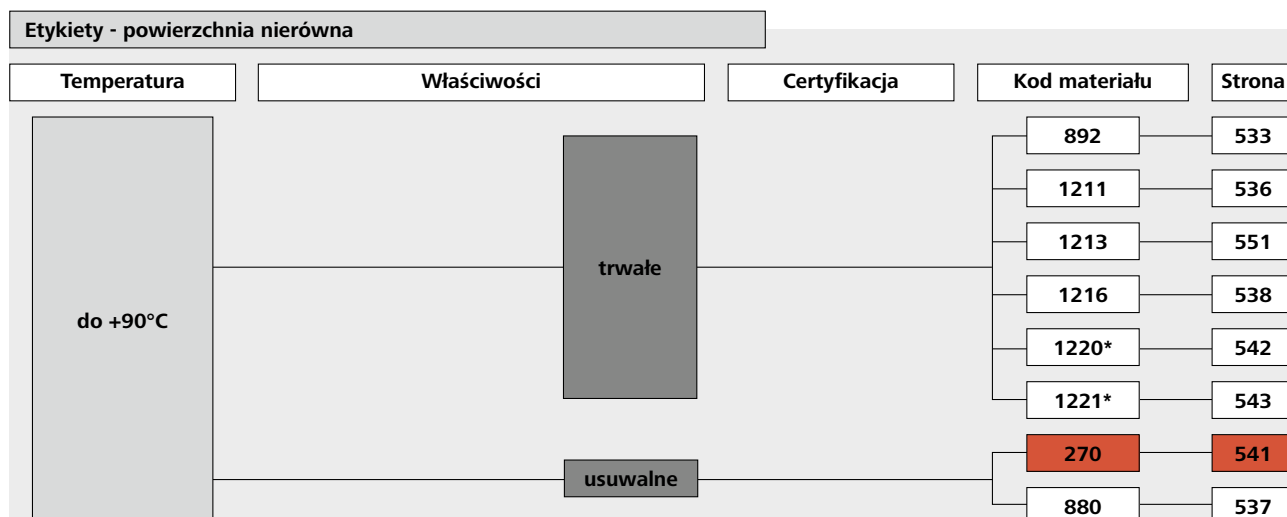 Etykiety - powierzchnia nierówna
Temperatura Właściwości Certyfikacja Kod materiału Strona
892 533
1211 536
1213 551
trwałe
1216 538
do +90°C
1220* 542
1221* 543
270 541
usuwalne
880 537